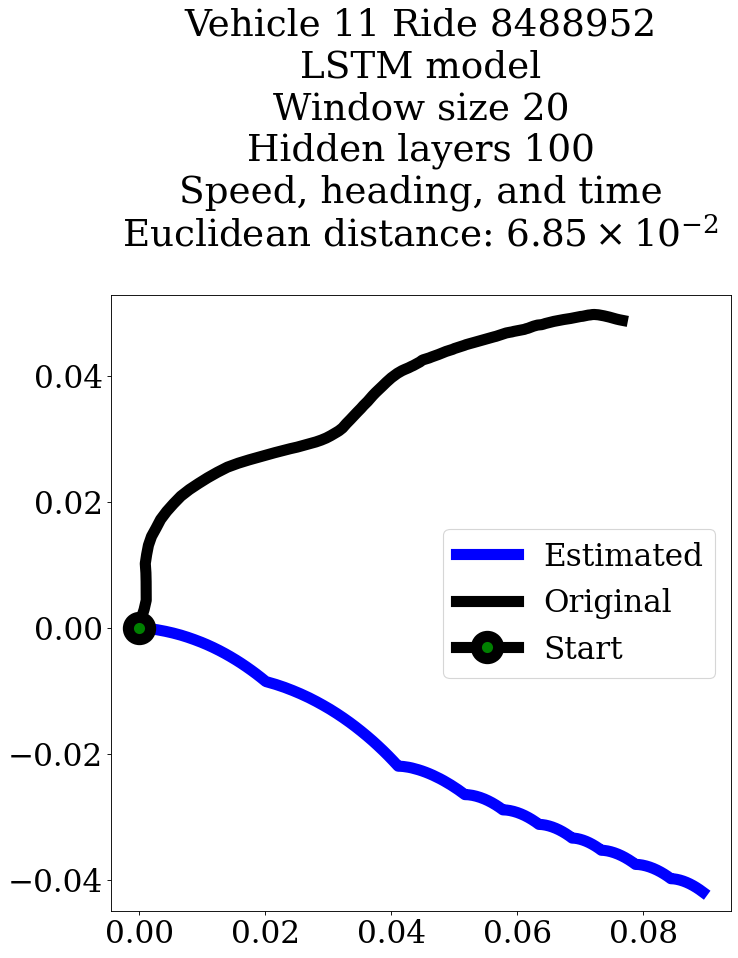 Vehicle 11 Ride 8488952
LSTM model
Window size 20
Hidden layers 100
Speed, heading, and time
Euclidean distance: 6.85 × 10⁻²
0.04
0.02
0.00
−0.02
−0.04
Estimated
Original
Start
0.00 0.02 0.04 0.06 0.08